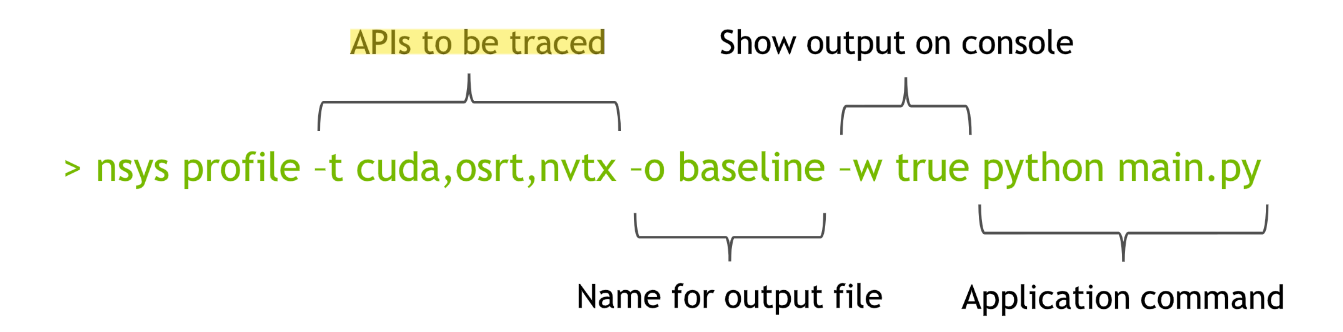 APIs to be traced
Show output on console
> nsys profile –t cuda,osrt,nvtx –o baseline –w true python main.py
Name for output file
Application command